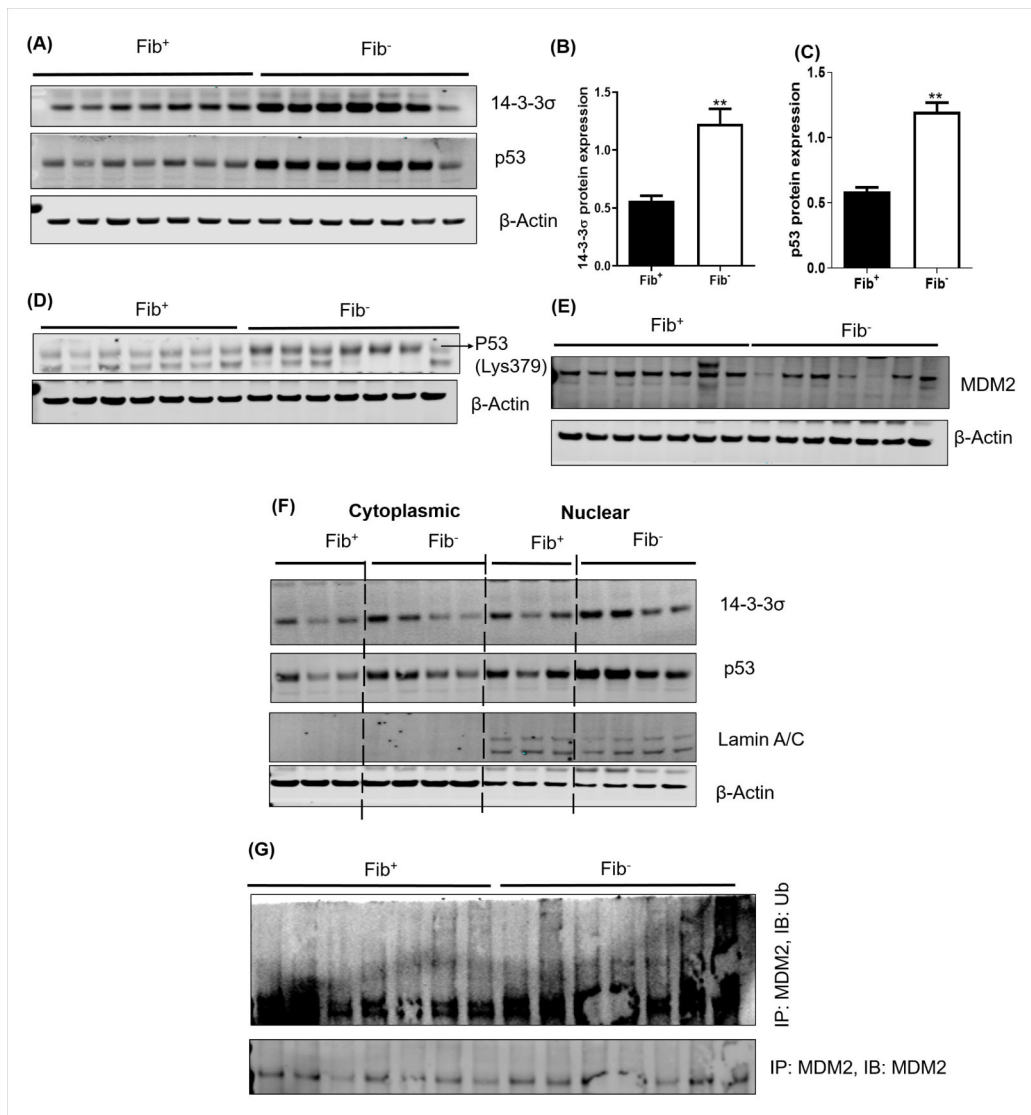 (A)
Fib⁺
Fib⁻
14-3-3σ
p53
β-Actin
(B)
14-3-3σ protein expression
1.5
1.0
0.5
0.0
**
Fib⁺
Fib⁻
(C)
p53 protein expression
1.5
1.0
0.5
0.0
**
Fib⁺
Fib⁻
(D)
Fib⁺
Fib⁻
P53
(Lys379)
β-Actin
(E)
Fib⁺
Fib⁻
MDM2
β-Actin
(F)
Cytoplasmic
Nuclear
Fib⁺
Fib⁻
Fib⁺
Fib⁻
14-3-3σ
p53
Lamin A/C
β-Actin
(G)
Fib⁺
Fib⁻
IP: MDM2, IB: Ub
IP: MDM2, IB: MDM2